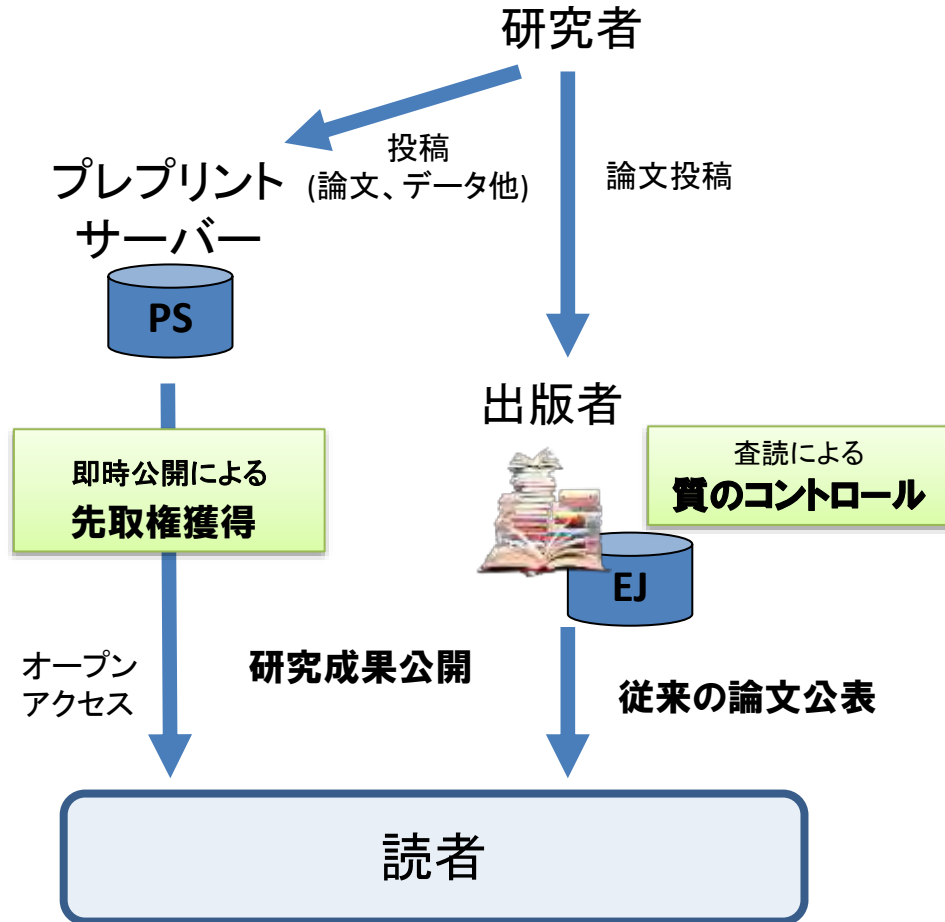 研究者
投稿
(論文、データ他)
論文投稿
プレプリント
サーバー
PS
出版者
即時公開による
先取権獲得
査読による
質のコントロール
EJ
オープン
アクセス
研究成果公開
従来の論文公表
読者